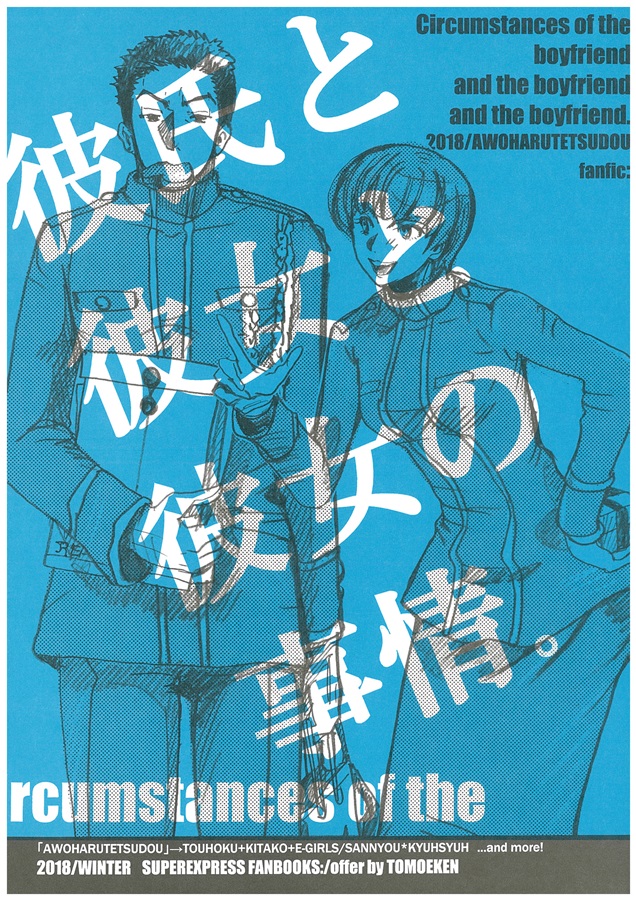 Circumstances of the
boyfriend
and the boyfriend
and the boyfriend.
2018/AWOHARUTETSUDOU
fanfic;
彼氏と
彼女と
彼女の
事情。
rcumstances of the
「AWOHARUTETSUDOU」→TOUHOKU+KITAKO+E-GIRLS/SANNYOU*KYUHSYUH ...and more!
2018/WINTER SUPEREXPRESS FANBOOKS:/offer by TOMOEKEN